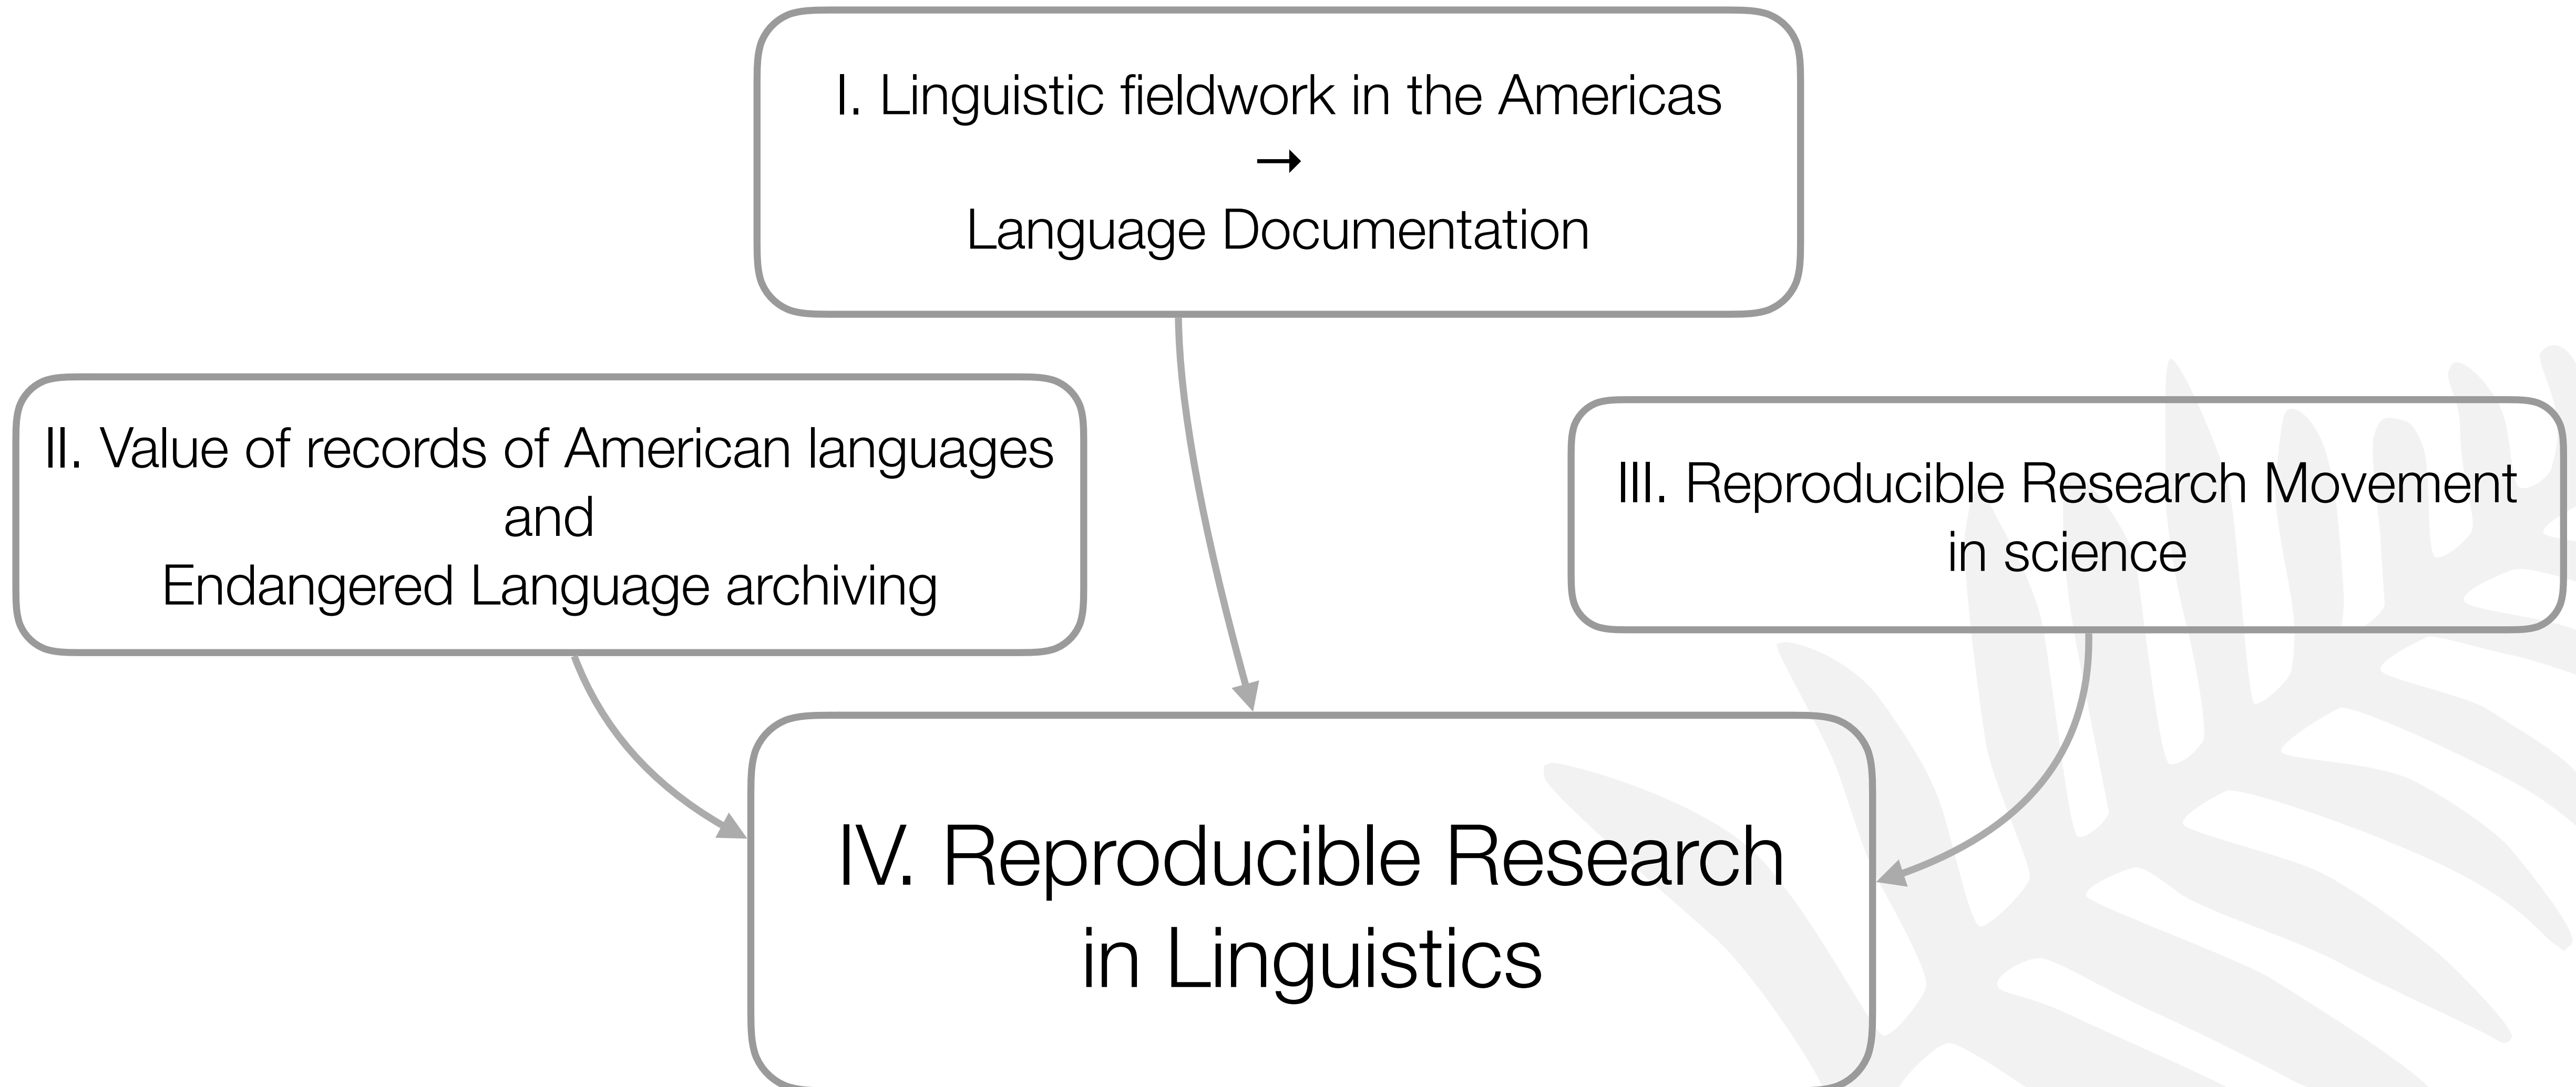 I. Linguistic fieldwork in the Americas
→
Language Documentation
II. Value of records of American languages
and
Endangered Language archiving
III. Reproducible Research Movement
in science
IV. Reproducible Research
in Linguistics